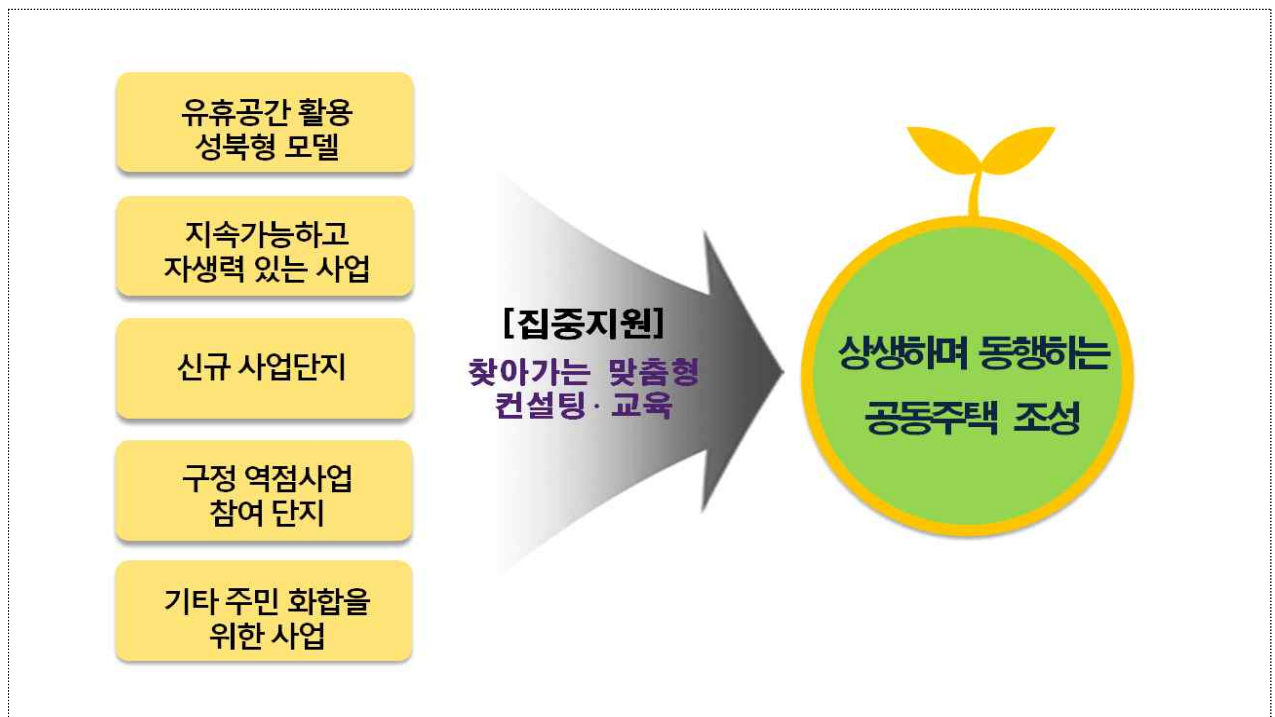 유휴공간 활용
성북형 모델
지속가능하고
자생력 있는 사업
신규 사업단지
구정 역점사업
참여 단지
기타 주민 화합을
위한 사업
[집중지원]
찾아가는 맞춤형
컨설팅· 교육
상생하며 동행하는
공동주택 조성